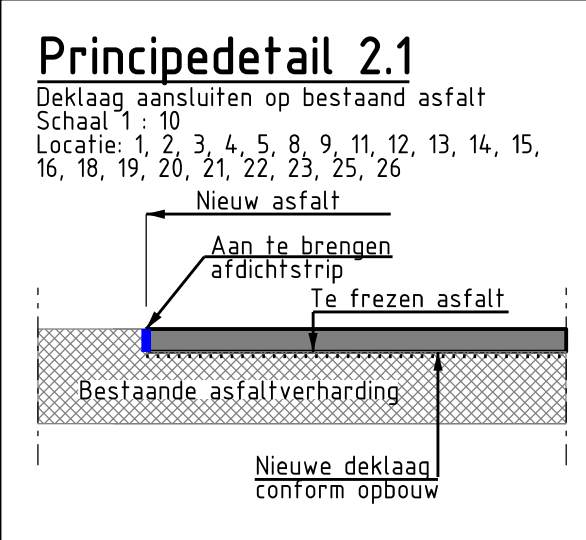 Principedetail 2.1
Deklaag aansluiten op bestaand asfalt
Schaal 1 : 10
Locatie: 1, 2, 3, 4, 5, 8, 9, 11, 12, 13, 14, 15,
16, 18, 19, 20, 21, 22, 23, 25, 26
Nieuw asfalt
Aan te brengen
afdichtstrip
Te frezen asfalt
Bestaande asfaltverharding
Nieuwe deklaag
conform opbouw